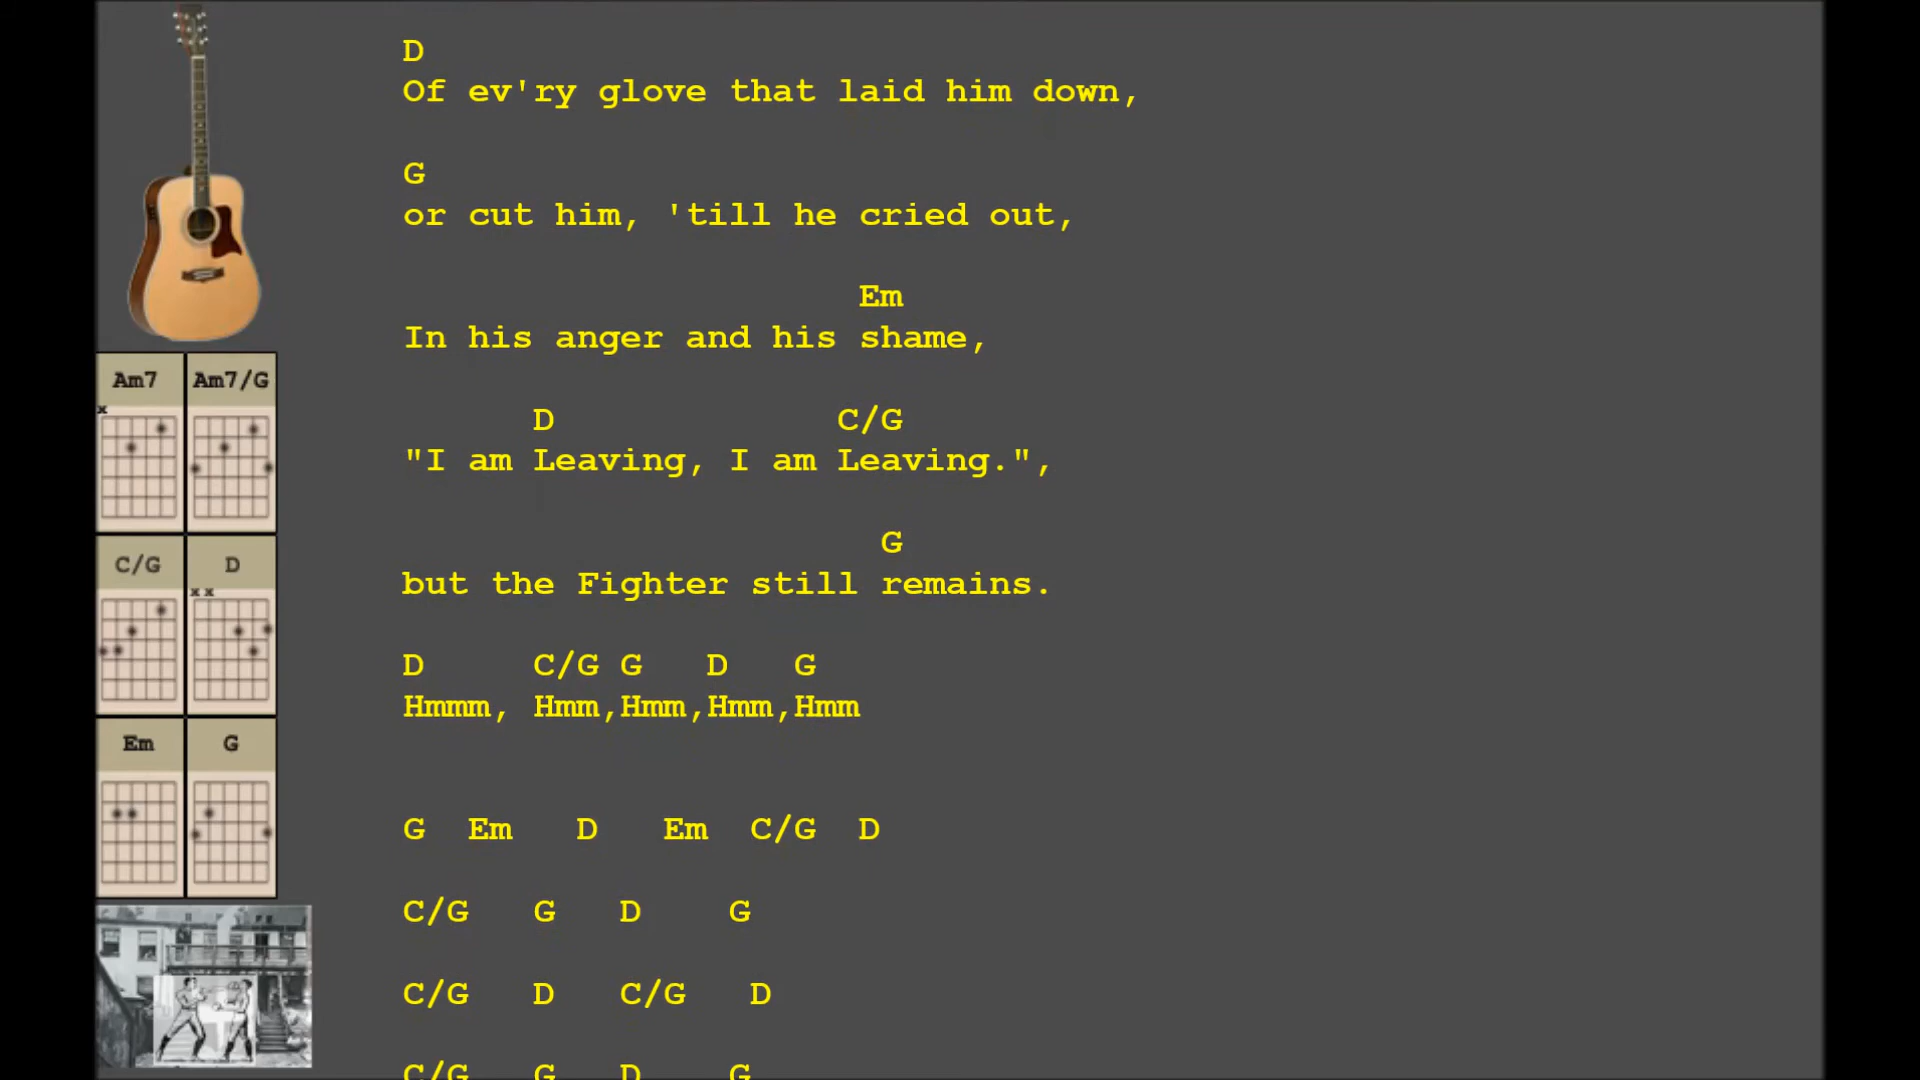 D
Of ev'ry glove that laid him down,
G
or cut him, 'till he cried out,
Em
In his anger and his shame,
D C/G
"I am Leaving, I am Leaving.",
G
but the Fighter still remains.
D C/G G D G
Hmmm, Hmm,Hmm,Hmm,Hmm
G Em D Em C/G D
C/G G D G
C/G D C/G D
C/G G D G
Am7 Am7/G
x
C/G D
x x
Em G